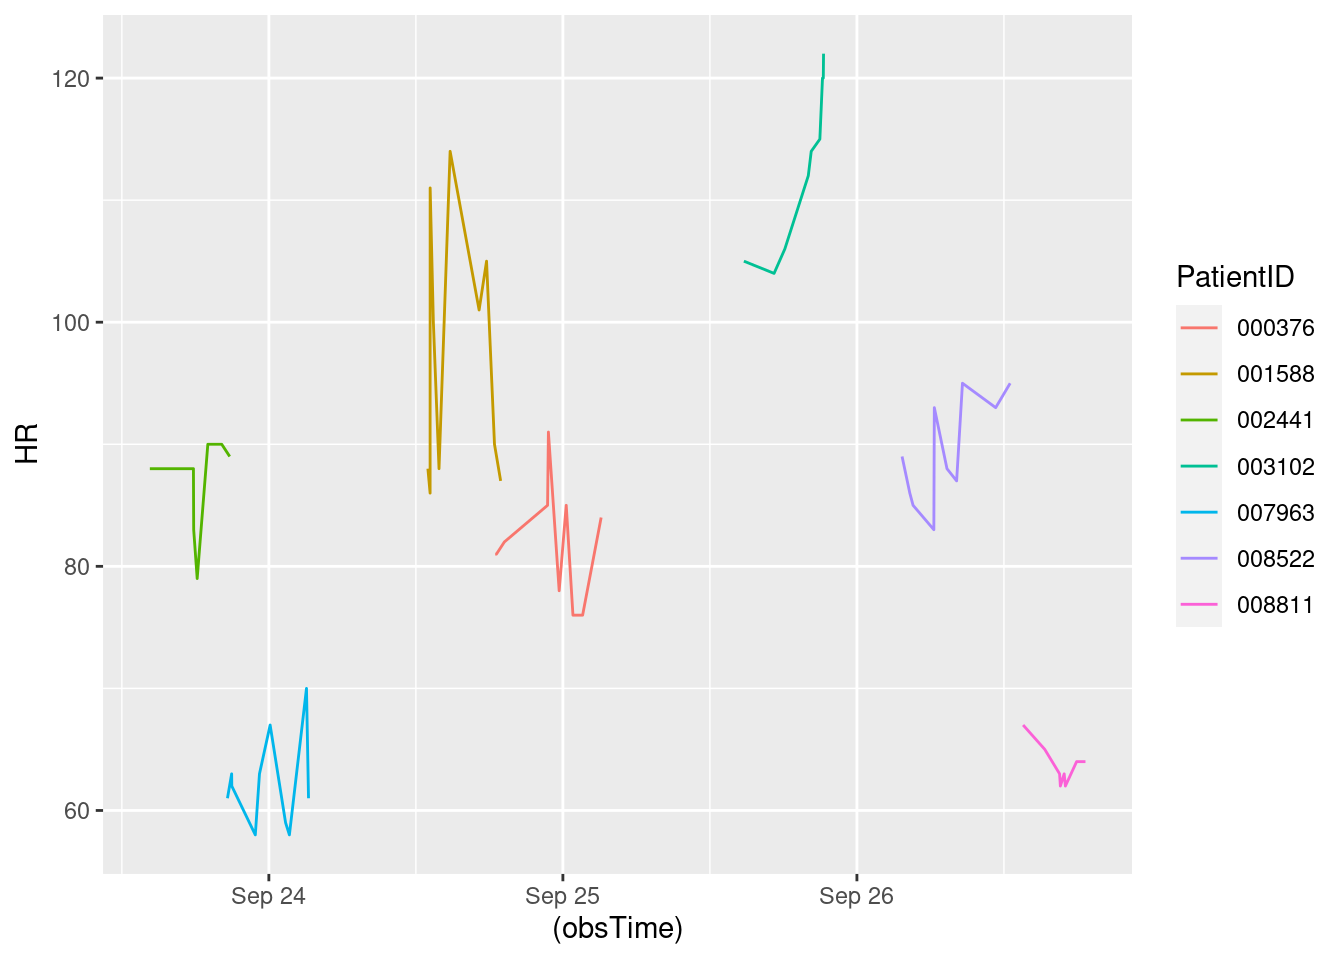 120
100
80
60
HR
Sep 24
Sep 25
Sep 26
(obsTime)
PatientID
000376
001588
002441
003102
007963
008522
008811